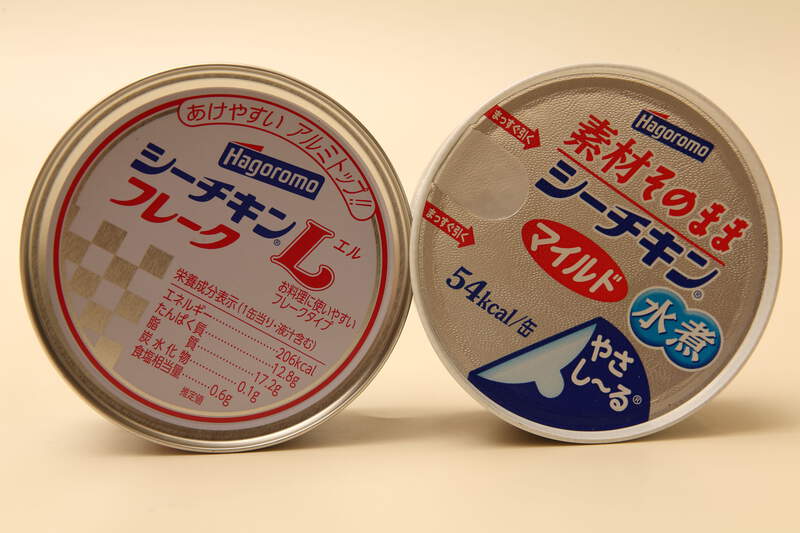 あけやすい アルミトップ!!
Hagoromo
シーチキン®
フレーク
L
エル
お料理に使いやすい
フレークタイプ
栄養成分表示(1缶当り・液汁含む)
エネルギー………206kcal
たんぱく質………12.8g
脂質………17.2g
炭水化物………0.1g
食塩相当量………0.6g
推定値
まっすぐ引く
まっすぐ引く
Hagoromo
素材そのまま
シーチキン®
マイルド
水煮
54kcal/缶
やさ
し〜る®